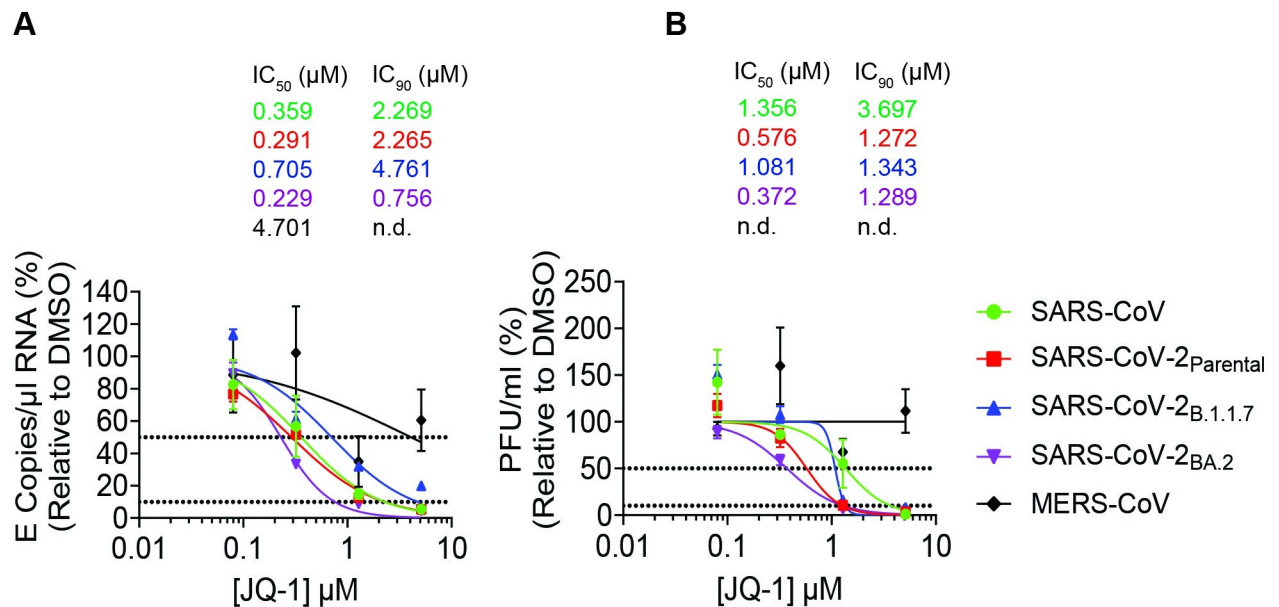 A
B
IC50 (µM) IC90 (µM)
0.359 2.269
0.291 2.265
0.705 4.761
0.229 0.756
4.701 n.d.
IC50 (µM) IC90 (µM)
1.356 3.697
0.576 1.272
1.081 1.343
0.372 1.289
n.d. n.d.
E Copies/µl RNA (%)
(Relative to DMSO)
140
120
100
80
60
40
20
0
0.01 0.1 1 10
[JQ-1] µM
PFU/ml (%)
(Relative to DMSO)
250
200
150
100
50
0
0.01 0.1 1 10
[JQ-1] µM
SARS-CoV
SARS-CoV-2Parental
SARS-CoV-2B.1.1.7
SARS-CoV-2BA.2
MERS-CoV